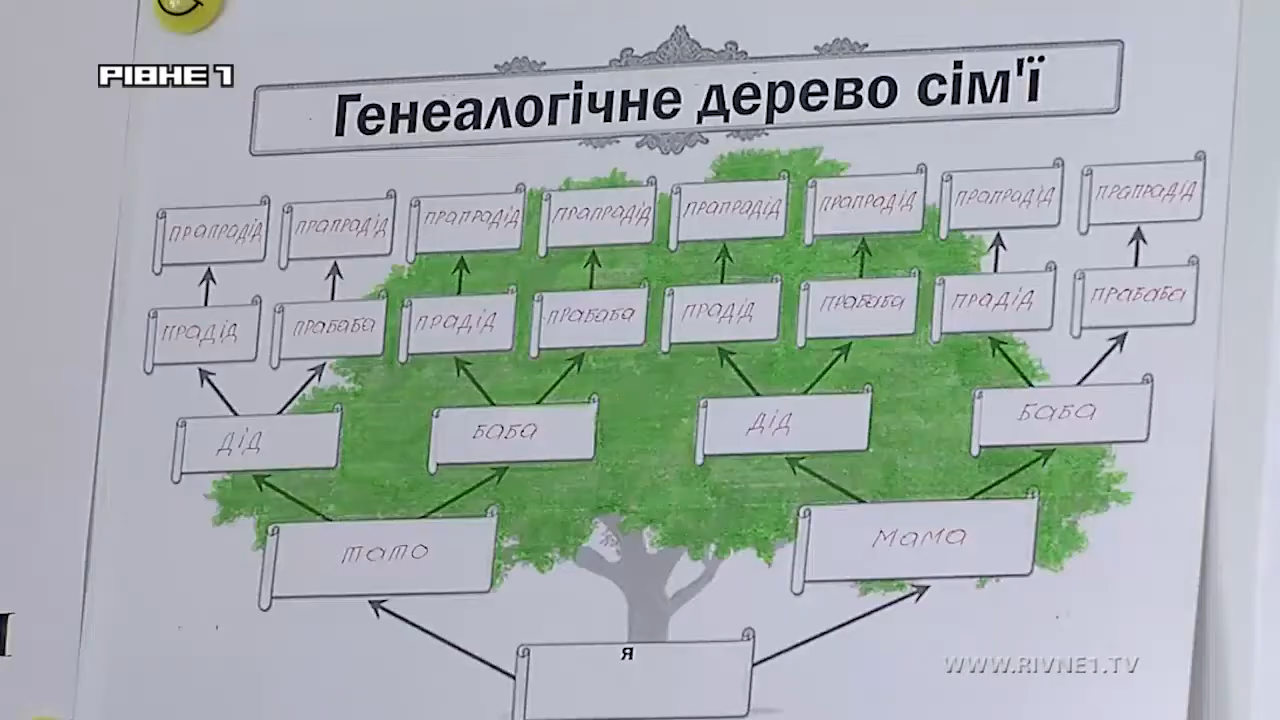 РІВНЕ 1
Генеалогічне дерево сім'ї
прапрадід прапрадід прапрадід прапрадід прапрадід прапрадід прапрадід прапрадід
прадід прабаба прадід прабаба прадід прабаба прадід прабаба
дід баба дід баба
тато мама
я
WWW.RIVNE1.TV